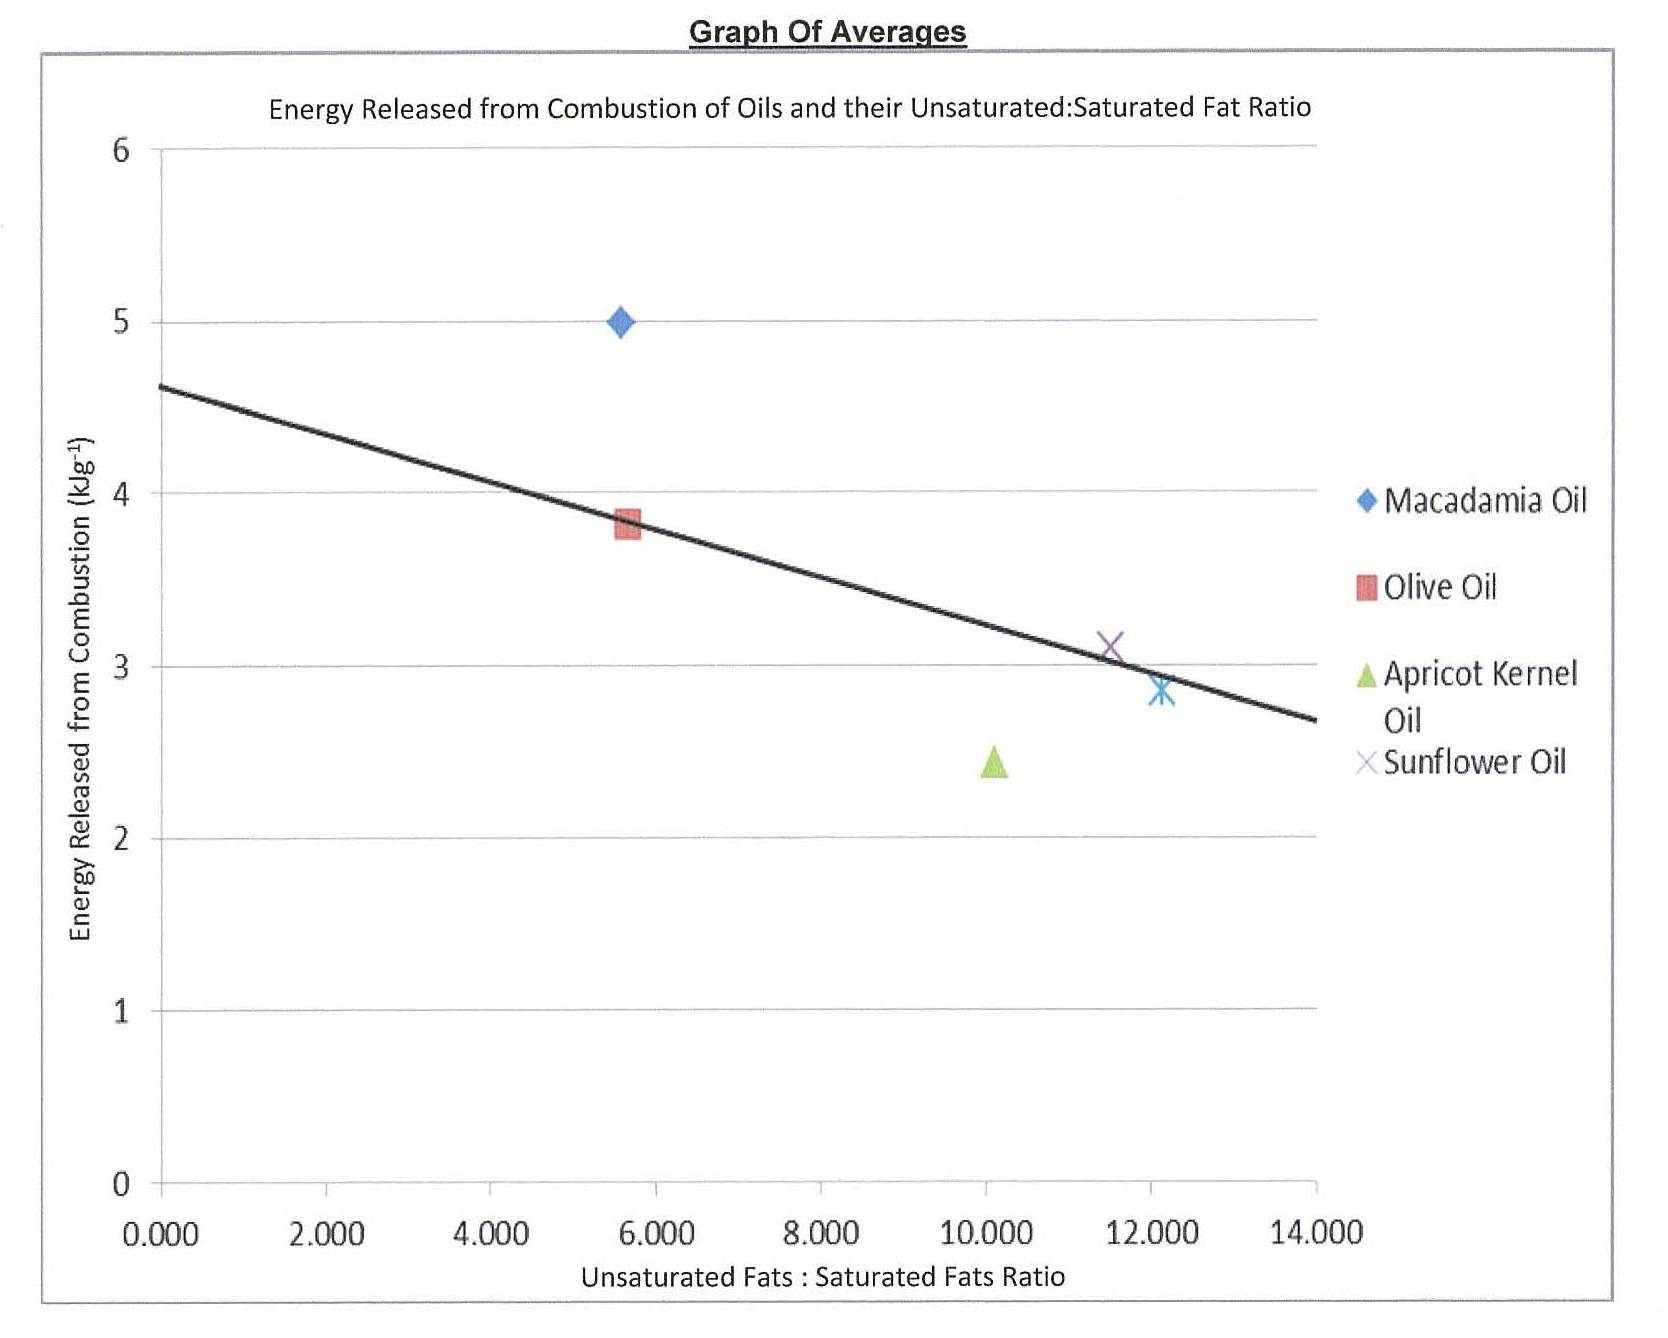 Graph Of Averages
Energy Released from Combustion of Oils and their Unsaturated:Saturated Fat Ratio
6
5
4
3
2
1
0
Energy Released from Combustion (kJg⁻¹)
0.000 2.000 4.000 6.000 8.000 10.000 12.000 14.000
Unsaturated Fats : Saturated Fats Ratio
Macadamia Oil
Olive Oil
Apricot Kernel
Oil
Sunflower Oil